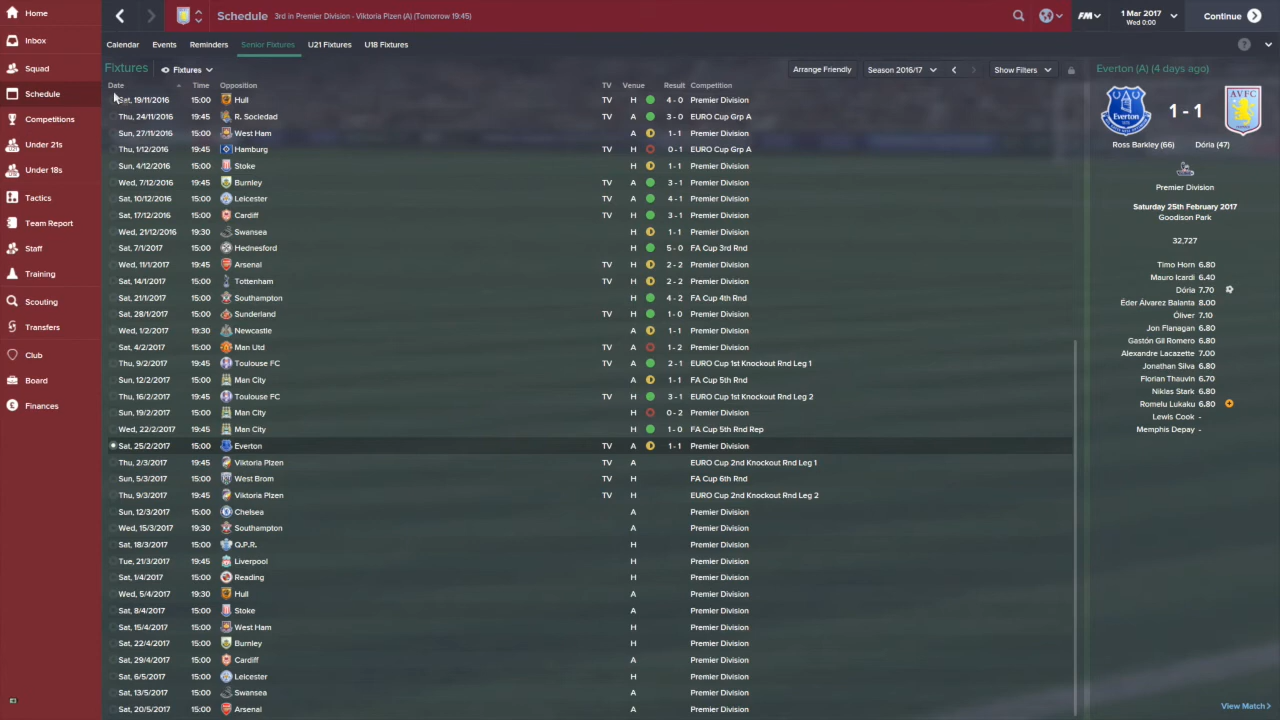 Home
Inbox
Squad
Schedule
Competitions
Under 21s
Under 18s
Tactics
Team Report
Staff
Training
Scouting
Transfers
Club
Board
Finances
Schedule 3rd in Premier Division - Viktoria Plzen (A) (Tomorrow 19:45)
FM 1 Mar 2017 Wed 0:00 Continue
Calendar Events Reminders Senior Fixtures U21 Fixtures U18 Fixtures
Fixtures Fixtures Arrange Friendly Season 2016/17 Show Filters
Date Time Opposition TV Venue Result Competition
Sat, 19/11/2016 15:00 Hull TV H 4 - 0 Premier Division
Thu, 24/11/2016 19:45 R. Sociedad TV A 3 - 0 EURO Cup Grp A
Sun, 27/11/2016 15:00 West Ham A 1 - 1 Premier Division
Thu, 1/12/2016 19:45 Hamburg TV H 0 - 1 EURO Cup Grp A
Sun, 4/12/2016 15:00 Stoke H 1 - 1 Premier Division
Wed, 7/12/2016 19:45 Burnley TV A 3 - 1 Premier Division
Sat, 10/12/2016 15:00 Leicester TV A 4 - 1 Premier Division
Sat, 17/12/2016 15:00 Cardiff TV H 3 - 1 Premier Division
Wed, 21/12/2016 19:30 Swansea H 1 - 1 Premier Division
Sat, 7/1/2017 15:00 Hednesford H 5 - 0 FA Cup 3rd Rnd
Wed, 11/1/2017 19:45 Arsenal TV H 2 - 2 Premier Division
Sat, 14/1/2017 15:00 Tottenham TV A 2 - 2 Premier Division
Sat, 21/1/2017 15:00 Southampton H 4 - 2 FA Cup 4th Rnd
Sat, 28/1/2017 15:00 Sunderland TV H 1 - 0 Premier Division
Wed, 1/2/2017 19:30 Newcastle A 1 - 1 Premier Division
Sat, 4/2/2017 15:00 Man Utd TV A 1 - 2 Premier Division
Thu, 9/2/2017 19:45 Toulouse FC TV A 2 - 1 EURO Cup 1st Knockout Rnd Leg 1
Sun, 12/2/2017 15:00 Man City A 1 - 1 FA Cup 5th Rnd
Thu, 16/2/2017 19:45 Toulouse FC TV H 3 - 1 EURO Cup 1st Knockout Rnd Leg 2
Sun, 19/2/2017 15:00 Man City H 0 - 2 Premier Division
Wed, 22/2/2017 19:45 Man City H 1 - 0 FA Cup 5th Rnd Rep
Sat, 25/2/2017 15:00 Everton TV A 1 - 1 Premier Division
Thu, 2/3/2017 19:45 Viktoria Plzen TV A EURO Cup 2nd Knockout Rnd Leg 1
Sun, 5/3/2017 15:00 West Brom TV H FA Cup 6th Rnd
Thu, 9/3/2017 19:45 Viktoria Plzen TV H EURO Cup 2nd Knockout Rnd Leg 2
Sun, 12/3/2017 15:00 Chelsea A Premier Division
Wed, 15/3/2017 19:30 Southampton A Premier Division
Sat, 18/3/2017 15:00 Q.P.R. H Premier Division
Tue, 21/3/2017 19:45 Liverpool H Premier Division
Sat, 1/4/2017 15:00 Reading H Premier Division
Wed, 5/4/2017 19:30 Hull A Premier Division
Sat, 8/4/2017 15:00 Stoke A Premier Division
Sat, 15/4/2017 15:00 West Ham H Premier Division
Sat, 22/4/2017 15:00 Burnley H Premier Division
Sat, 29/4/2017 15:00 Cardiff A Premier Division
Sat, 6/5/2017 15:00 Leicester H Premier Division
Sat, 13/5/2017 15:00 Swansea A Premier Division
Sat, 20/5/2017 15:00 Arsenal A Premier Division
Everton (A) (4 days ago)
Everton
1 - 1
AVFC
Ross Barkley (66) Dória (47)
Premier Division
Saturday 25th February 2017
Goodison Park
32,727
Timo Horn 6.80
Mauro Icardi 6.40
Dória 7.70
Éder Álvarez Balanta 8.00
Óliver 7.10
Jon Flanagan 6.80
Gastón Gil Romero 6.80
Alexandre Lacazette 7.00
Jonathan Silva 6.80
Florian Thauvin 6.70
Niklas Stark 6.80
Romelu Lukaku 6.80
Lewis Cook -
Memphis Depay -
View Match